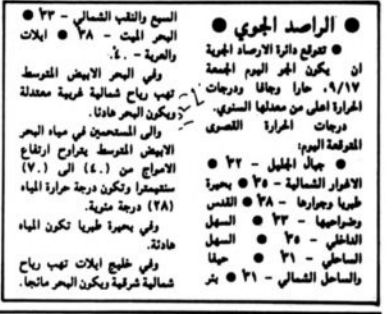 ● الراصد الجوي ●
● تتوقع دائرة الارصاد الجوية
ان يكون الجو اليوم الجمعة
٩/١٧، حارا وجافا ودرجات
الحرارة اعلى من معدلها السنوي.
درجات الحرارة القصوى
المتوقعة اليوم:
● جبال الجليل - ٣٢ ●
الاغوار الشمالية - ٣٥ ● بحيرة
طبريا وجوارها - ٣٨ ● القدس
وضواحيها - ٣٣ ● السهل
الداخلي - ٣٥ ● السهل
الساحلي - ٣١ ● حيفا
والساحل الشمالي - ٣١ ● بئر
السبع والنقب الشمالي - ٣٣ ●
البحر الميت - ٣٨ ● ايلات
والعربة - ٤٠.
وفي البحر الابيض المتوسط
تهب رياح شمالية غربية معتدلة
ويكون البحر هادئا.
والى المستحمين في مياه البحر
الابيض المتوسط يتراوح ارتفاع
الامواج من (٤٠) الى (٧٠)
سنتيمترا وتكون درجة حرارة المياه
(٢٨) درجة مئوية.
وفي بحيرة طبريا تكون المياه
هادئة.
وفي خليج ايلات تهب رياح
شمالية شرقية ويكون البحر مائجا.